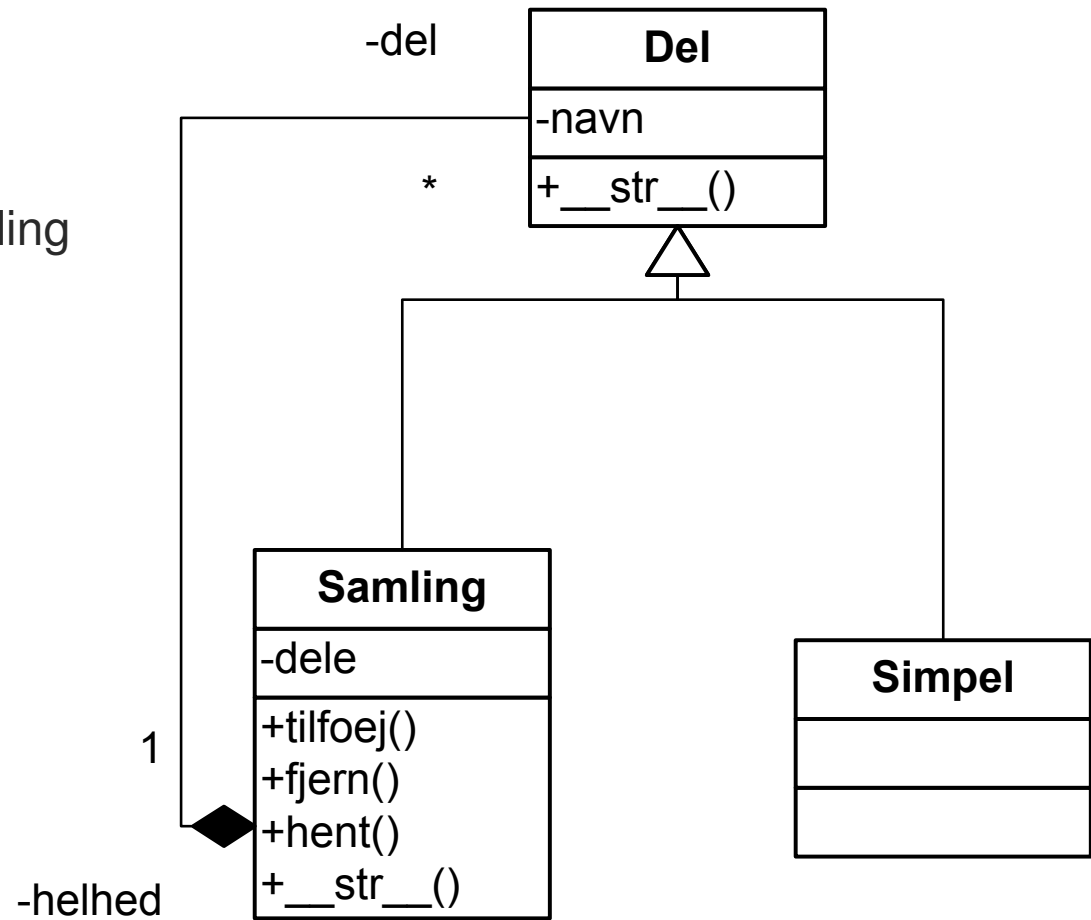 -del
Del
-navn
*
+__str__()
ling
Samling
-dele
Simpel
+tilfoej()
1
+fjern()
+hent()
-helhed
+__str__()